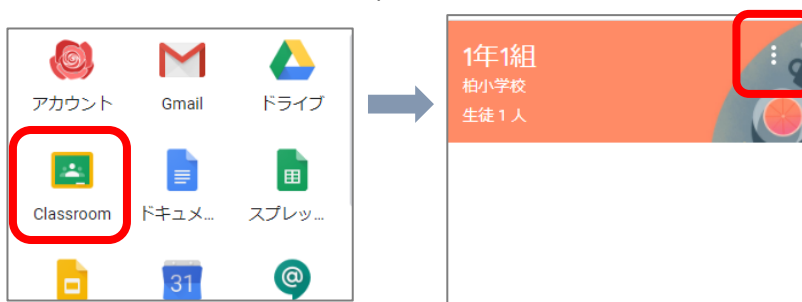 アカウント
Gmail
ドライブ
Classroom
ドキュメ...
スプレッ...
31
@
1年1組
柏小学校
生徒 1 人